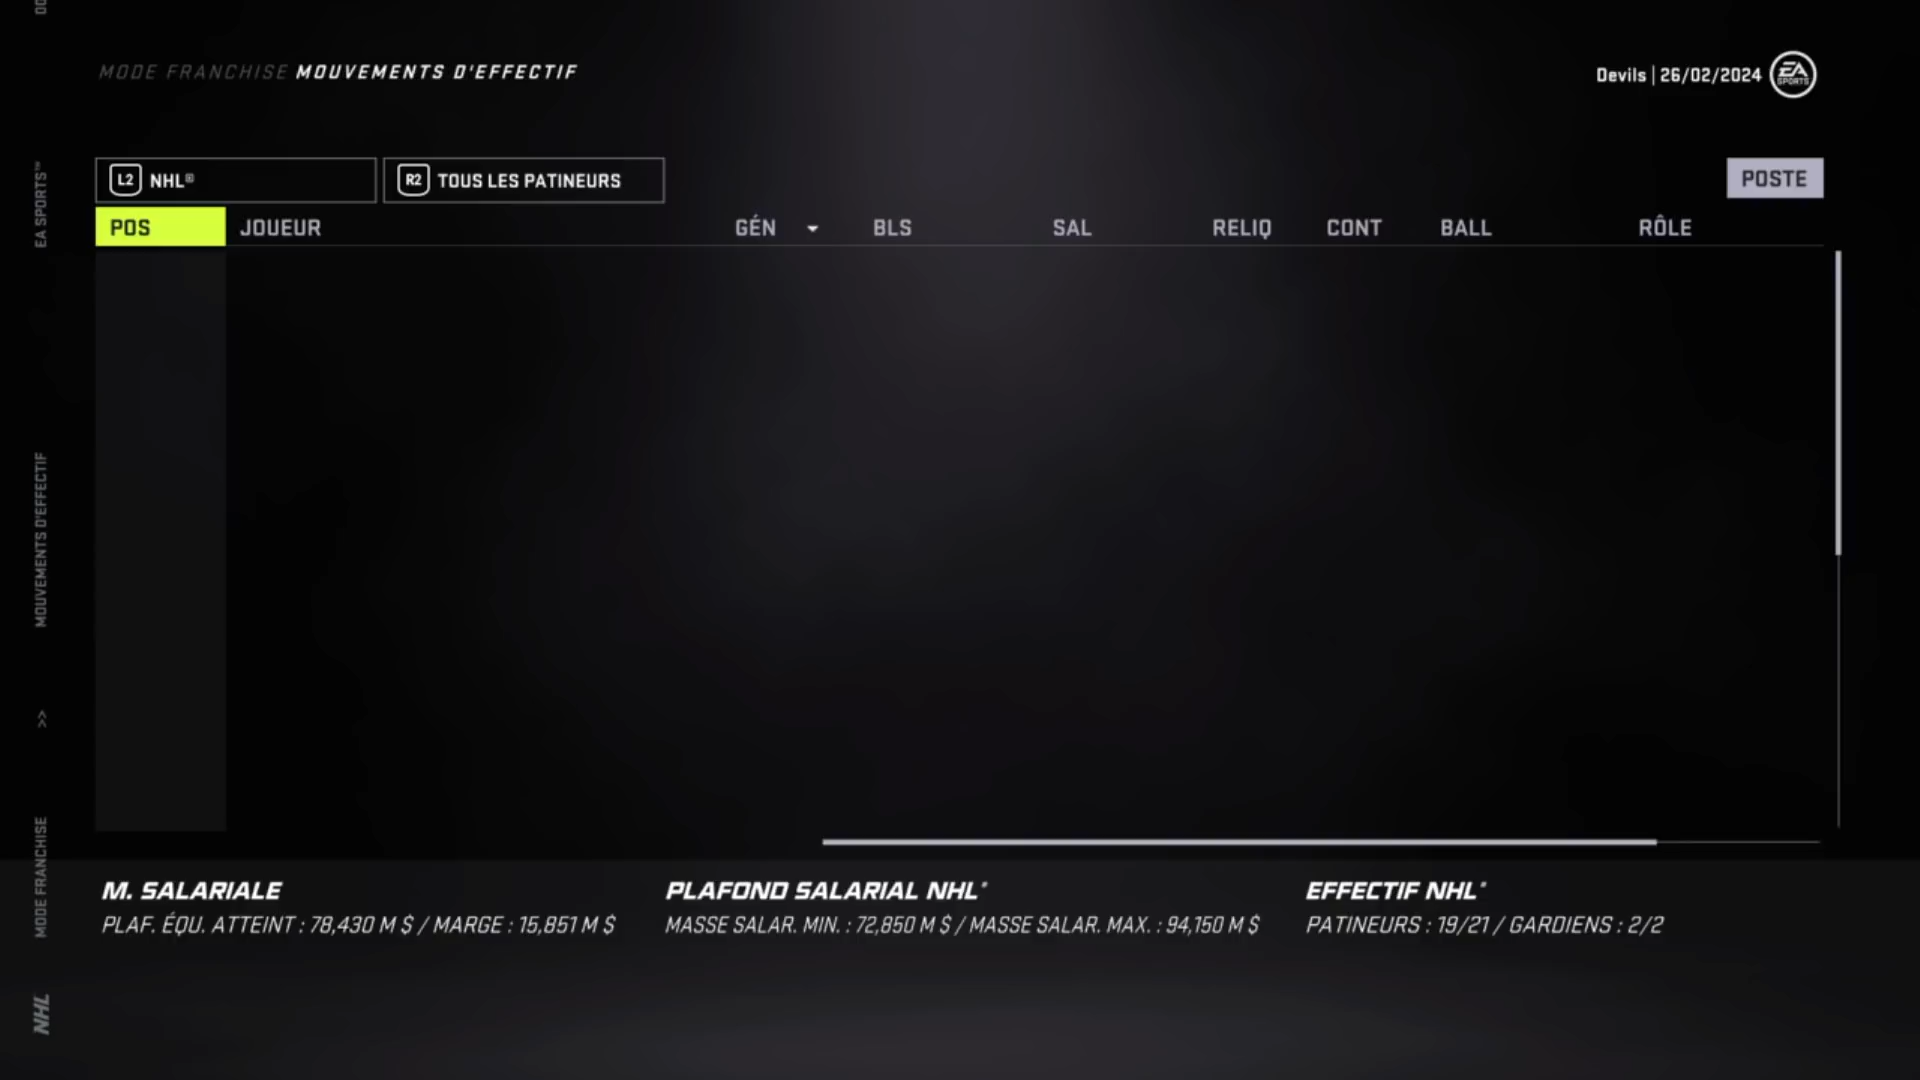 MODE FRANCHISE MOUVEMENTS D'EFFECTIF
Devils | 26/02/2024
EA SPORTS
L2 NHL®
R2 TOUS LES PATINEURS
POSTE
POS JOUEUR GÉN BLS SAL RELIQ CONT BALL RÔLE
M. SALARIALE
PLAF. ÉQU. ATTEINT : 78,430 M $ / MARGE : 15,851 M $
PLAFOND SALARIAL NHL®
MASSE SALAR. MIN. : 72,850 M $ / MASSE SALAR. MAX. : 94,150 M $
EFFECTIF NHL®
PATINEURS : 19/21 / GARDIENS : 2/2
NHL
MODE FRANCHISE
>>
MOUVEMENTS D'EFFECTIF
EA SPORTS™